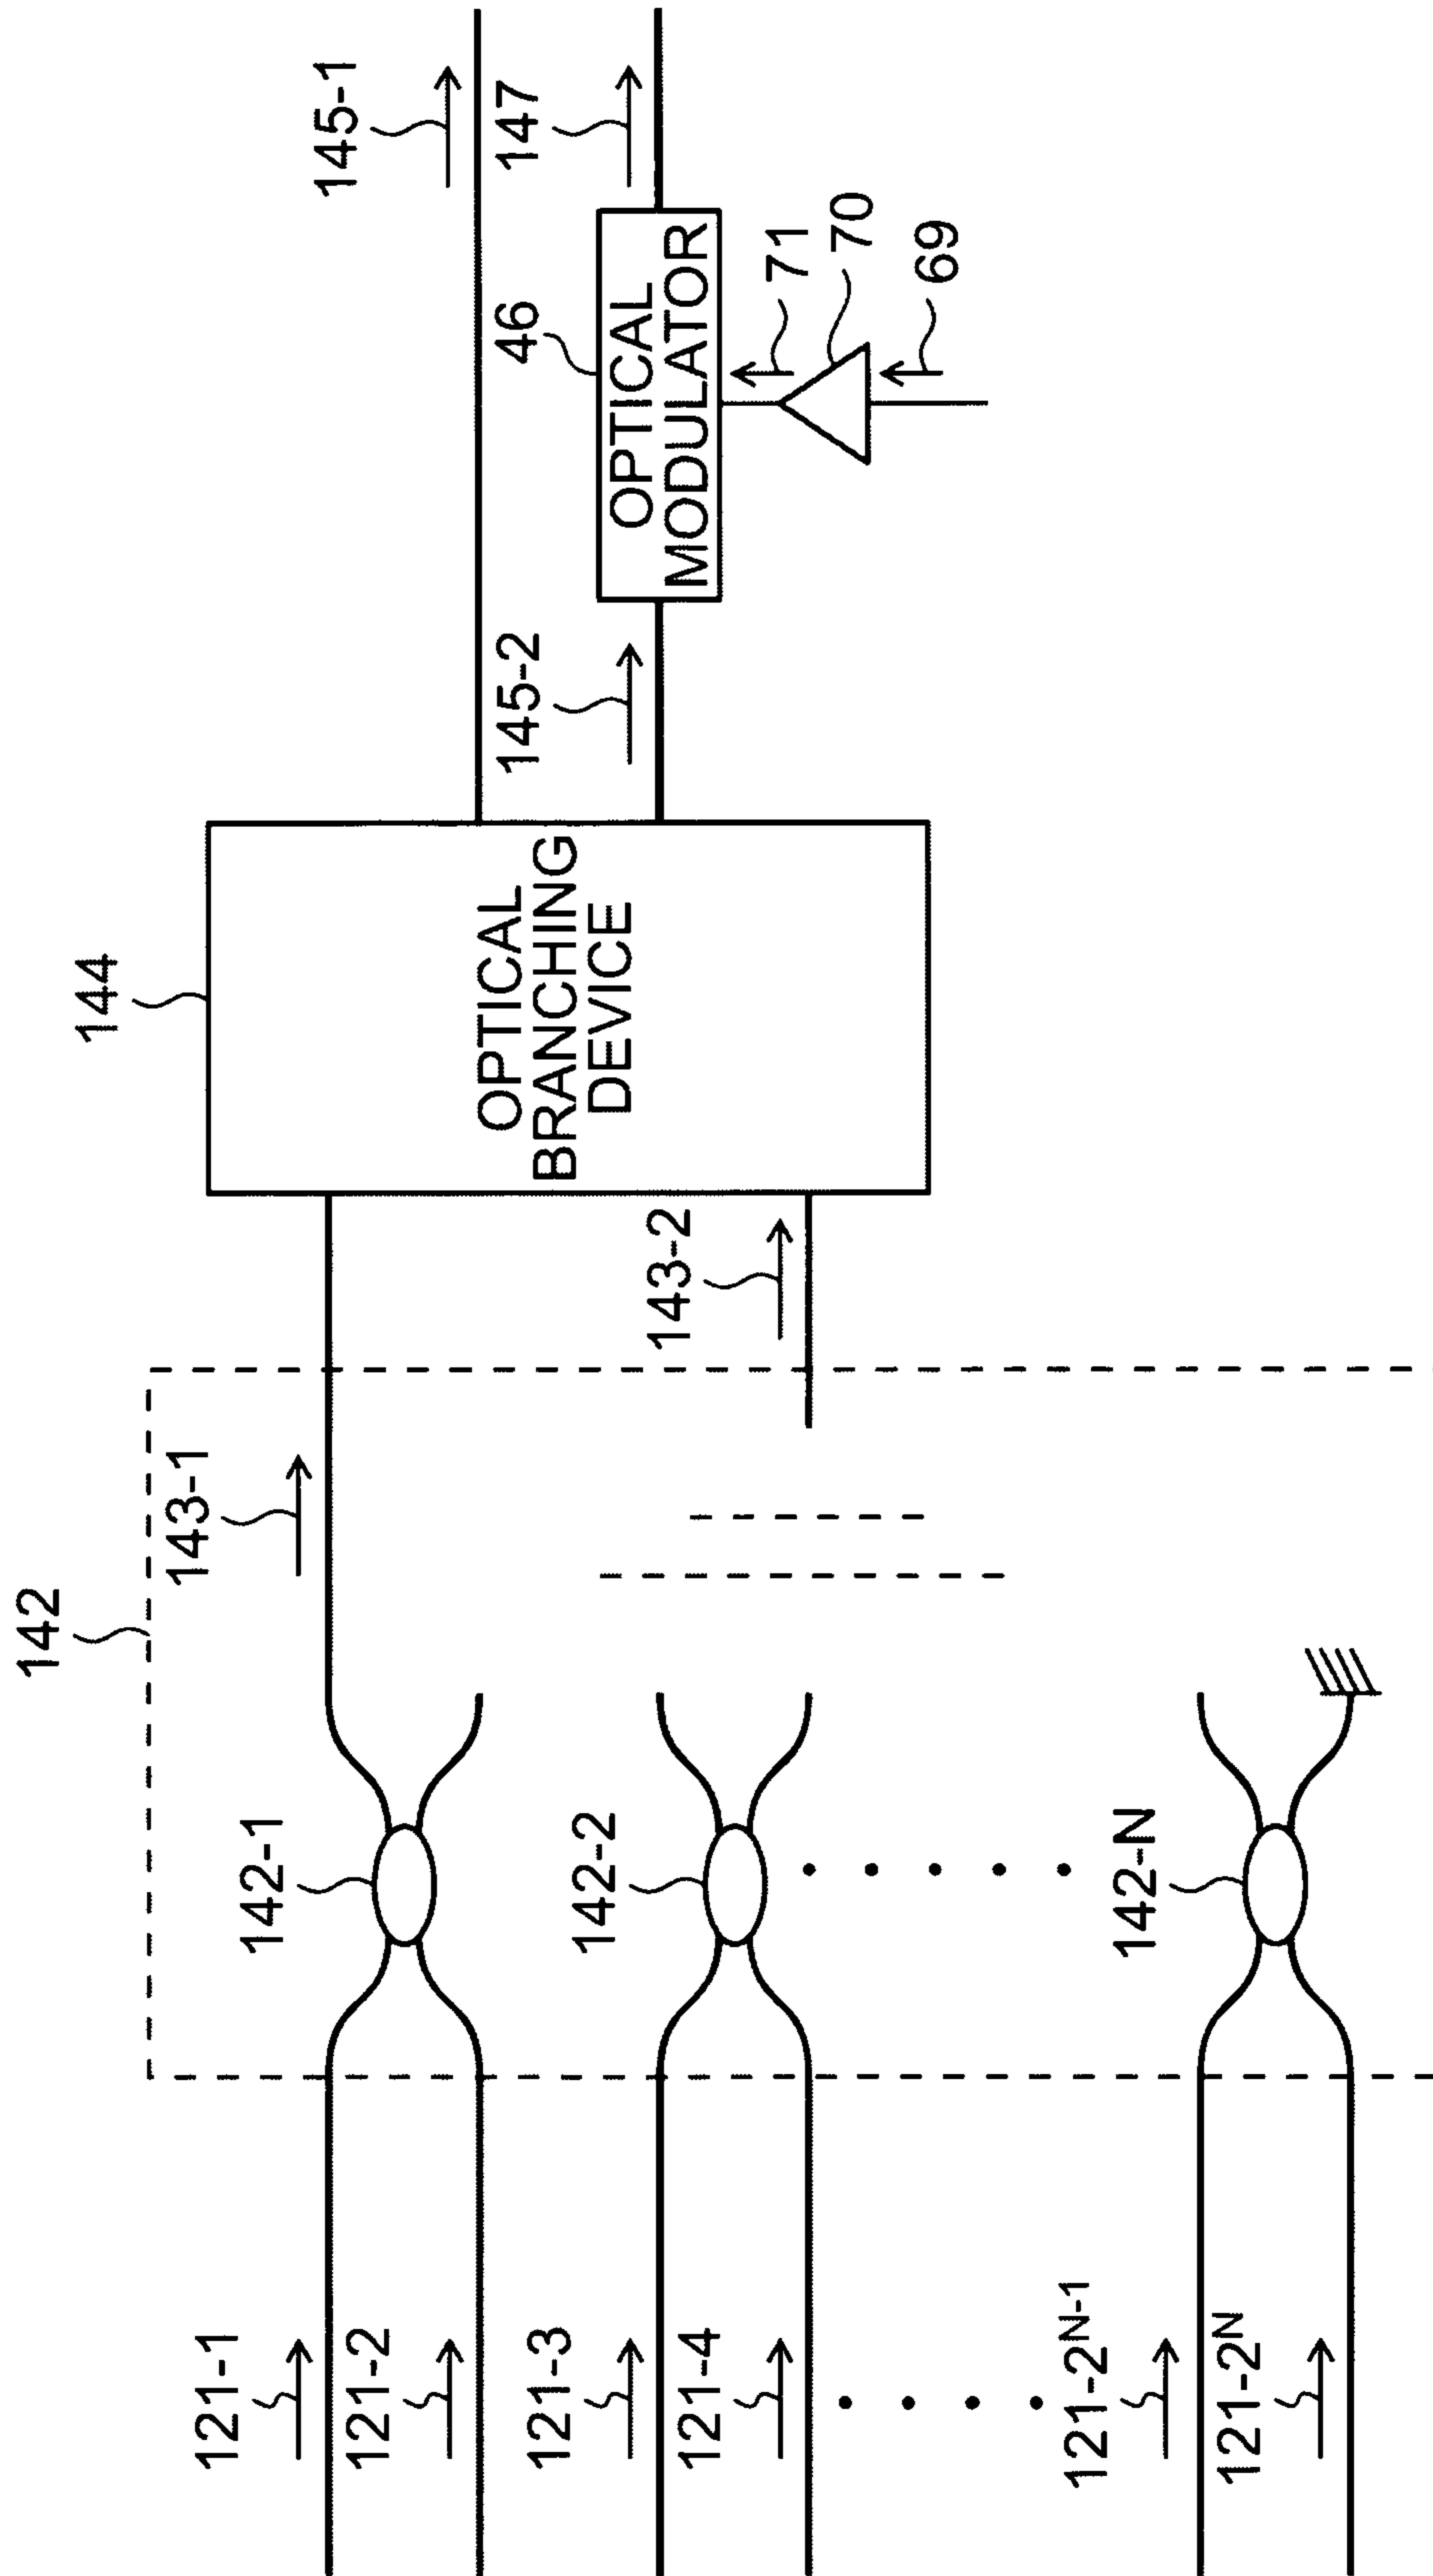 121-1
121-2
121-3
121-4
121-2ᴺ⁻¹
121-2ᴺ
142
142-1
142-2
142-N
143-1
143-2
144
OPTICAL
BRANCHING
DEVICE
145-1
145-2
46
OPTICAL
MODULATOR
147
71
70
69